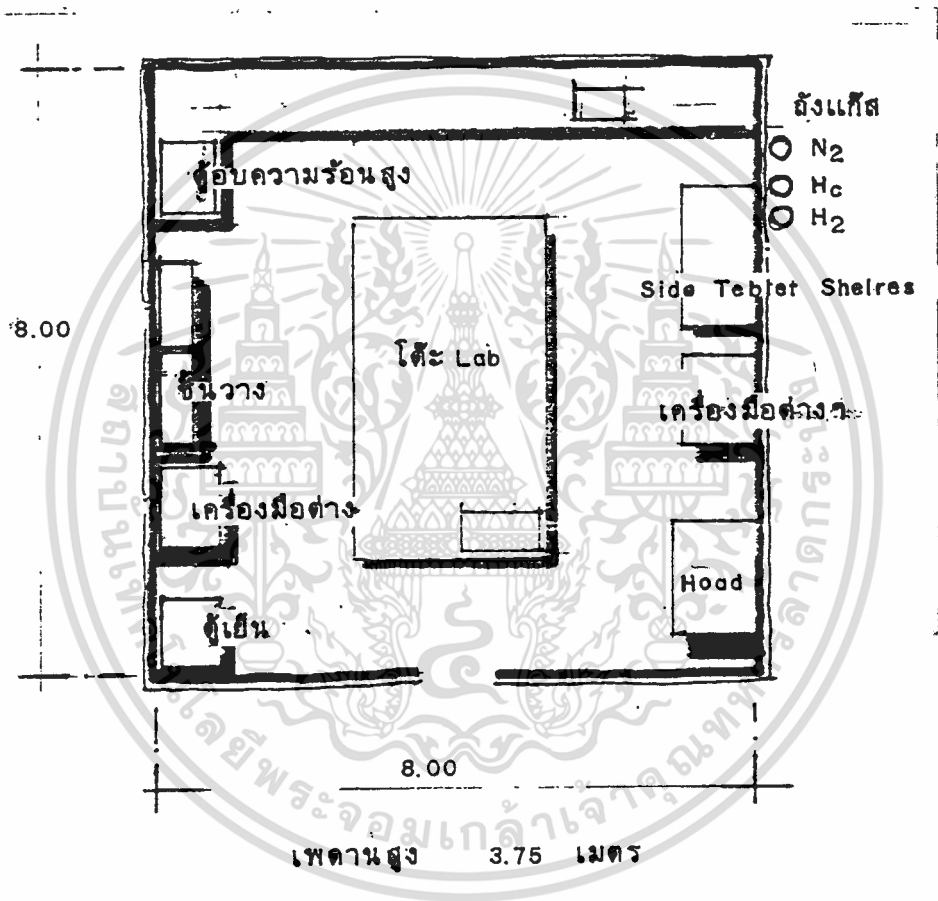 ถังแก๊ส
N2
Hc
H2
ตู้อบความร้อนสูง
Side Teblet Shelres
8.00
โต๊ะ Lab
ชั้นวาง
เครื่องมือต่างๆ
เครื่องมือต่าง
Hoad
ตู้เย็น
8.00
เพดานสูง 3.75 เมตร